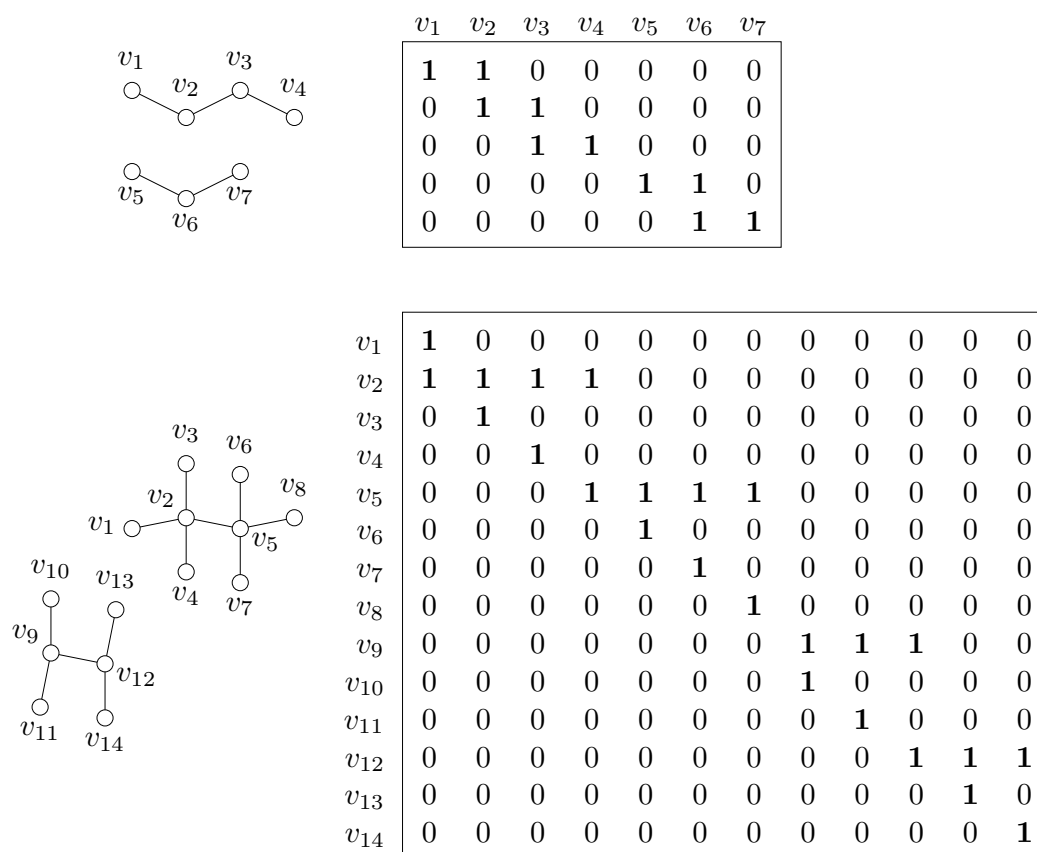 v1 v2 v3 v4 v5 v6 v7
1 1 0 0 0 0 0
0 1 1 0 0 0 0
0 0 1 1 0 0 0
0 0 0 0 1 1 0
0 0 0 0 0 1 1
v1
v2
v3
v4
v5
v6
v7
v1 1 0 0 0 0 0 0 0 0 0 0 0
v2 1 1 1 1 0 0 0 0 0 0 0 0
v3 0 1 0 0 0 0 0 0 0 0 0 0
v4 0 0 1 0 0 0 0 0 0 0 0 0
v5 0 0 0 1 1 1 1 0 0 0 0 0
v6 0 0 0 0 1 0 0 0 0 0 0 0
v7 0 0 0 0 0 1 0 0 0 0 0 0
v8 0 0 0 0 0 0 1 0 0 0 0 0
v9 0 0 0 0 0 0 0 1 1 1 0 0
v10 0 0 0 0 0 0 0 1 0 0 0 0
v11 0 0 0 0 0 0 0 0 1 0 0 0
v12 0 0 0 0 0 0 0 0 0 1 1 1
v13 0 0 0 0 0 0 0 0 0 0 1 0
v14 0 0 0 0 0 0 0 0 0 0 0 1
v3
v6
v2
v8
v1
v5
v4
v7
v10
v13
v9
v12
v11
v14